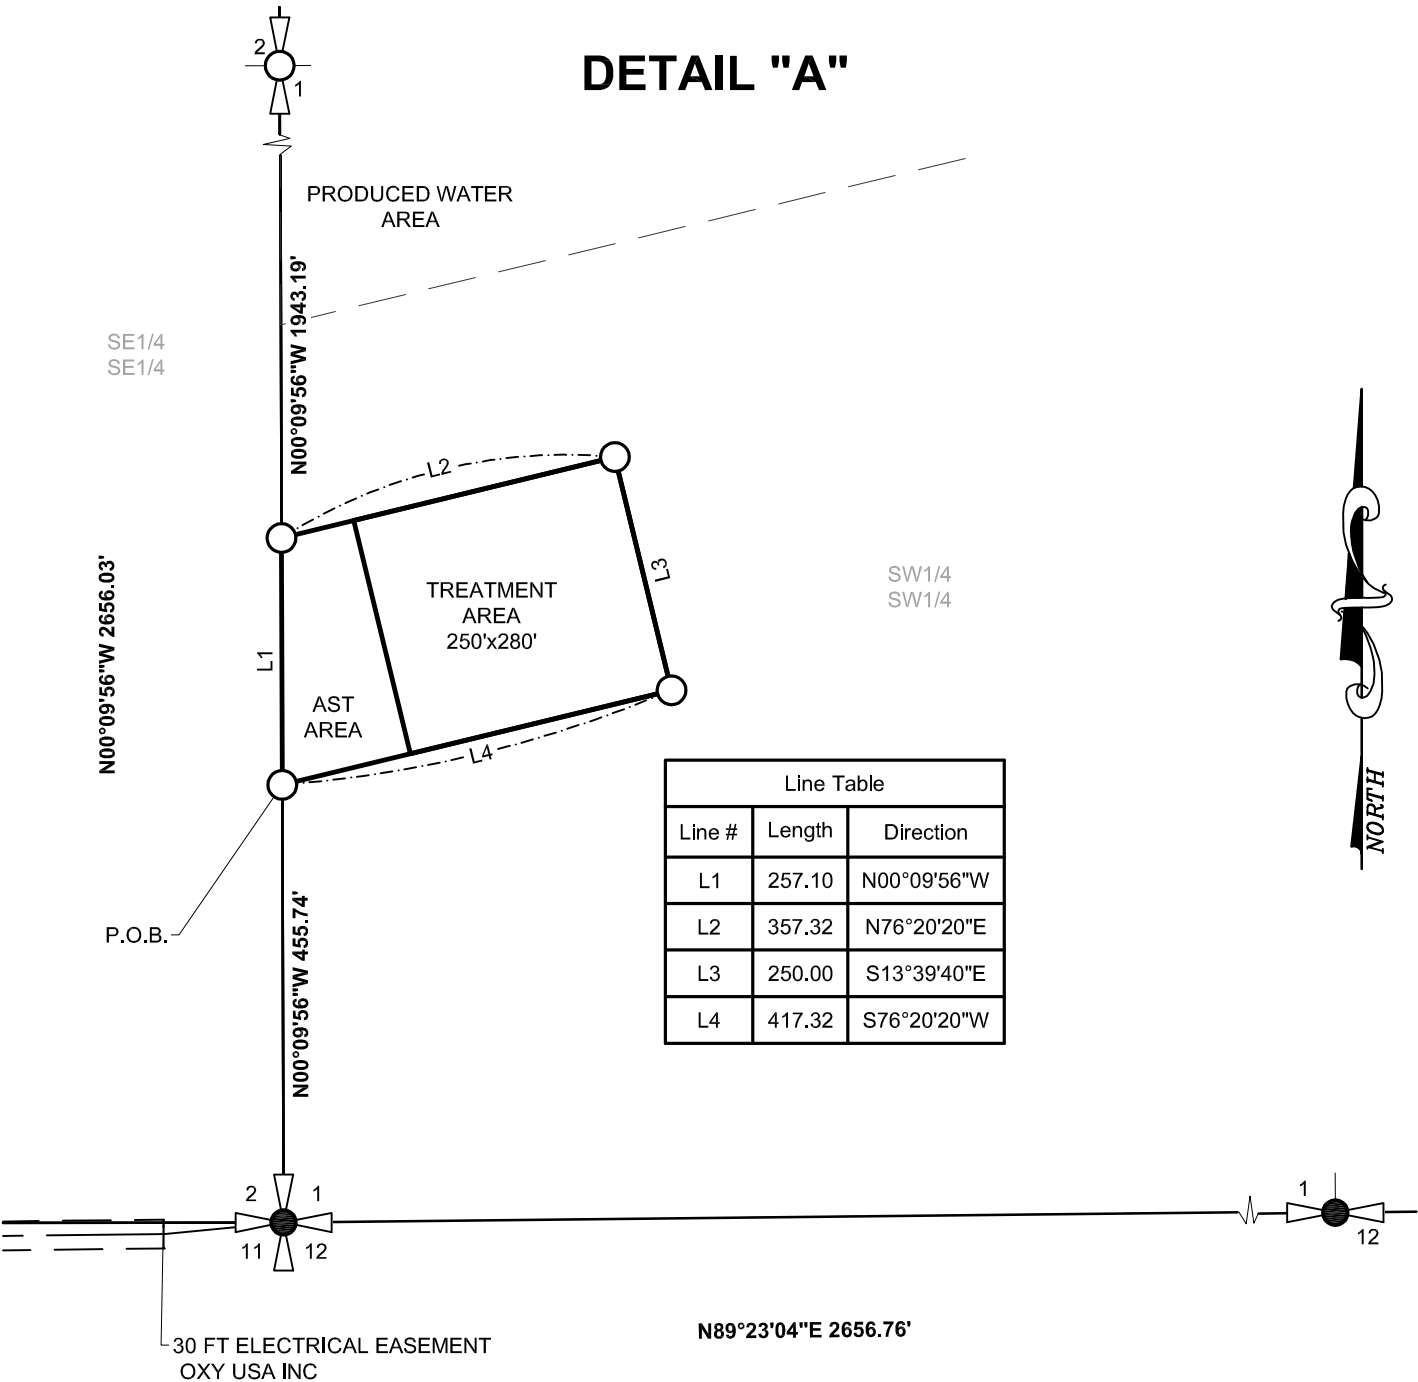 DETAIL "A"
2
1
PRODUCED WATER
AREA
N00°09'56"W 1943.19'
SE1/4
SE1/4
L2
L3
TREATMENT
AREA
250'x280'
SW1/4
SW1/4
N00°09'56"W 2656.03'
L1
AST
AREA
L4
NORTH
Line Table
Line # Length Direction
L1 257.10 N00°09'56"W
L2 357.32 N76°20'20"E
L3 250.00 S13°39'40"E
L4 417.32 S76°20'20"W
P.O.B.
N00°09'56"W 455.74'
2 1
11 12
1
12
N89°23'04"E 2656.76'
30 FT ELECTRICAL EASEMENT
OXY USA INC